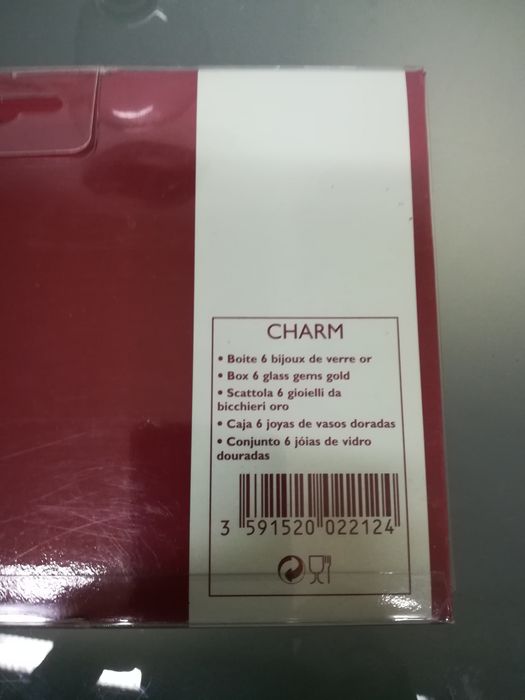 CHARM
• Boite 6 bijoux de verre or
• Box 6 glass gems gold
• Scattola 6 gioielli da
bicchieri oro
• Caja 6 joyas de vasos doradas
• Conjunto 6 jóias de vidro
douradas
3 591520 022124